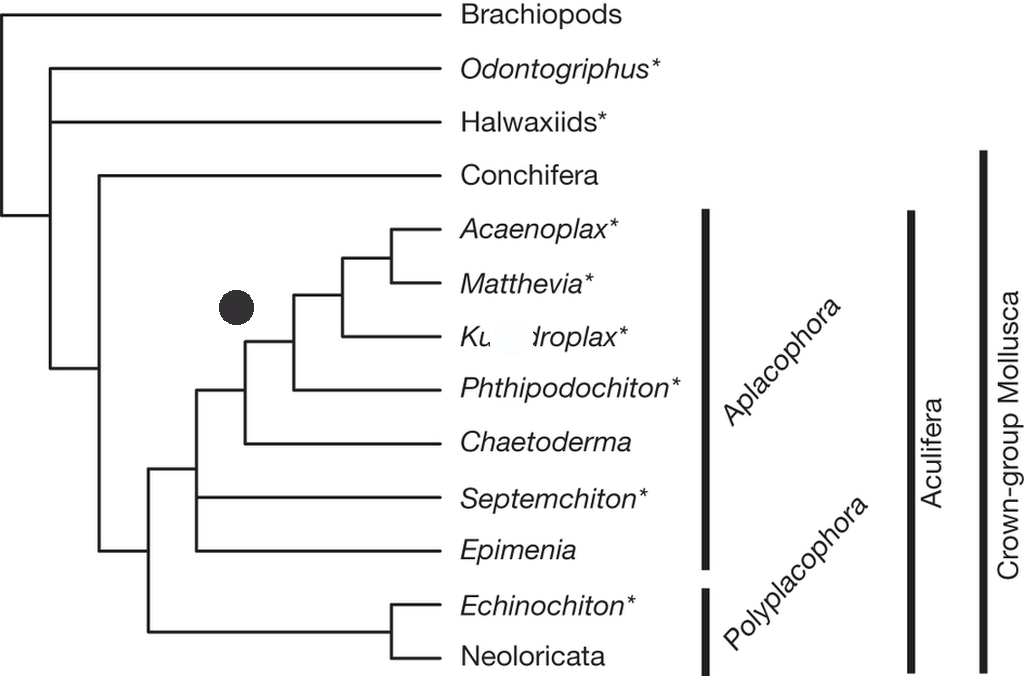 Brachiopods
Odontogriphus*
Halwaxiids*
Conchifera
Acaenoplax*
Matthevia*
Phthipodochiton*
Chaetoderma
Septemchiton*
Epimenia
Echinochiton*
Neoloricata
Aplacophora
Polyplacophora
Aculifera
Crown-group Mollusca